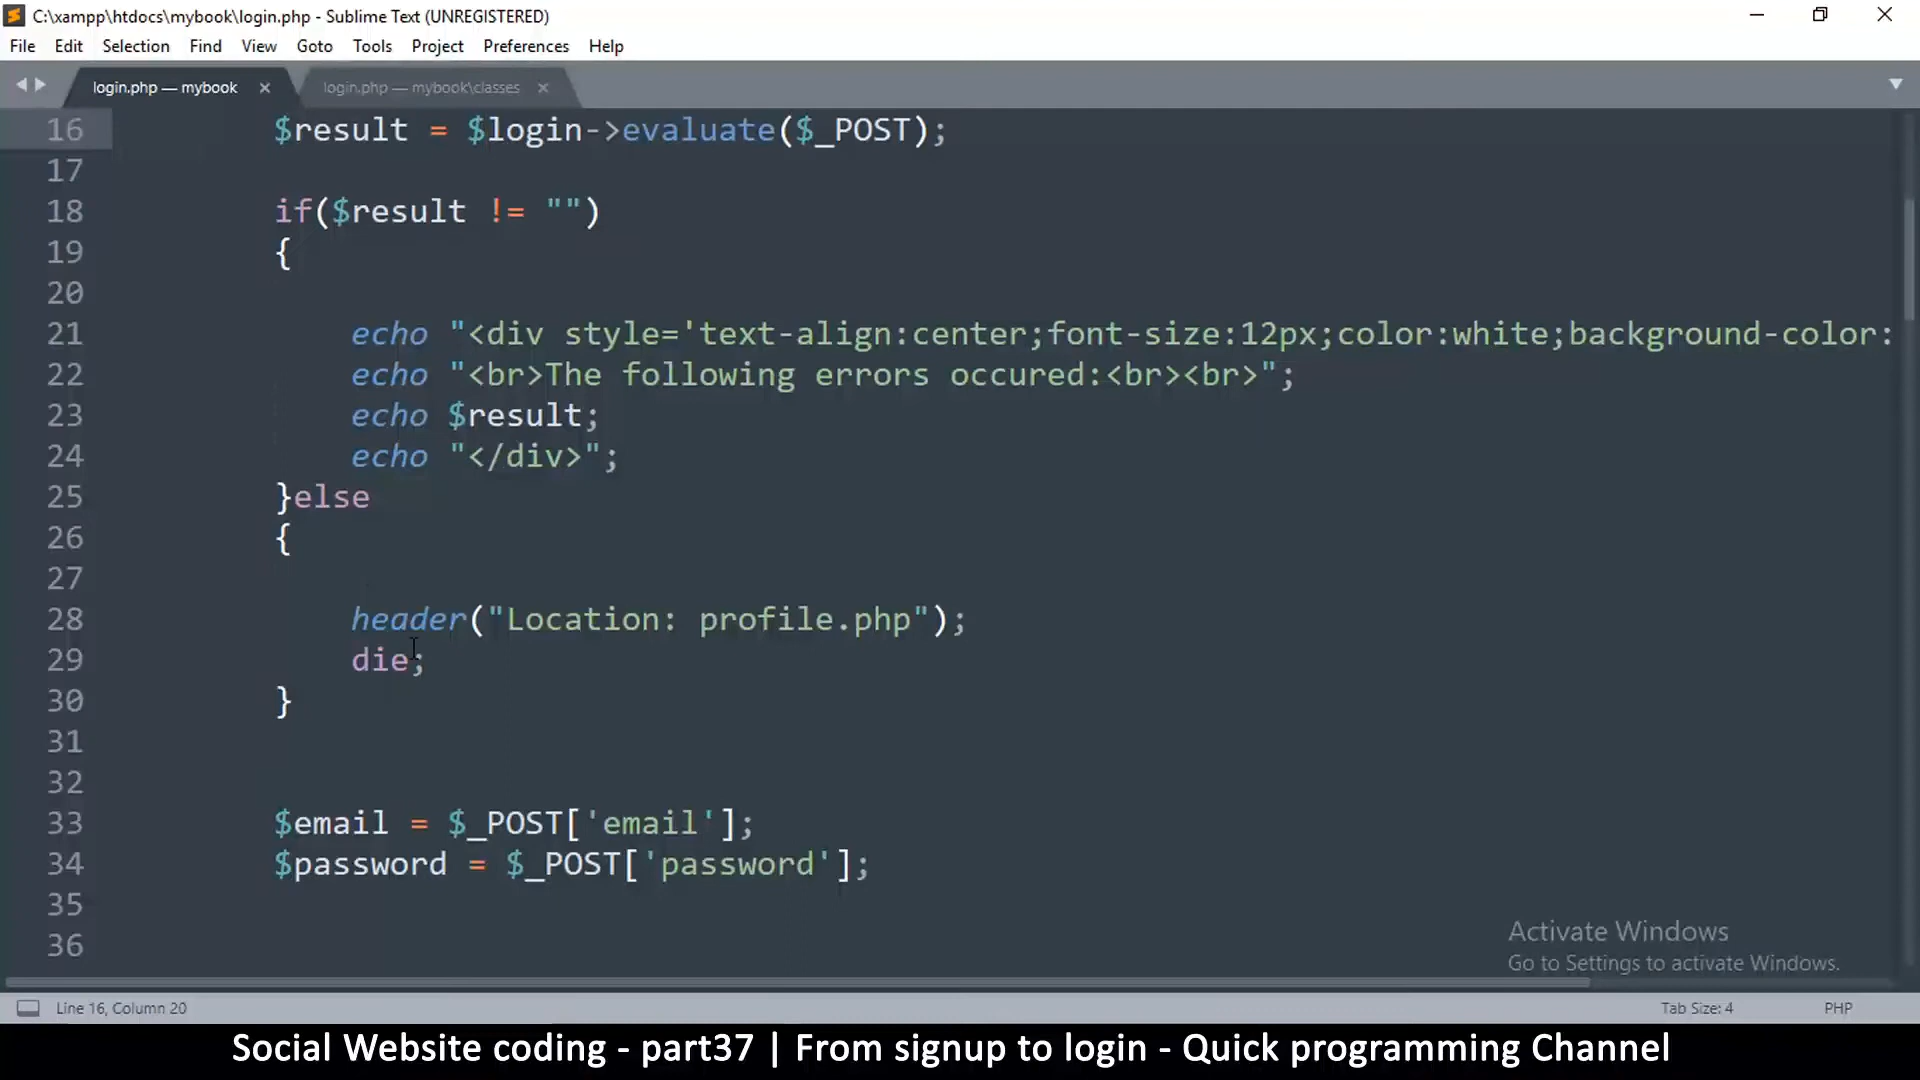 C:\xampp\htdocs\mybook\login.php - Sublime Text (UNREGISTERED)
File Edit Selection Find View Goto Tools Project Preferences Help
login.php — mybook × login.php — mybook\classes ×
16 $result = $login->evaluate($_POST);
17
18 if($result != "")
19 {
20
21 echo "<div style='text-align:center;font-size:12px;color:white;background-color:
22 echo "<br>The following errors occured:<br><br>";
23 echo $result;
24 echo "</div>";
25 }else
26 {
27
28 header("Location: profile.php");
29 die;
30 }
31
32
33 $email = $_POST['email'];
34 $password = $_POST['password'];
35
36
Activate Windows
Go to Settings to activate Windows.
Line 16, Column 20 Tab Size: 4 PHP
Social Website coding - part37 | From signup to login - Quick programming Channel